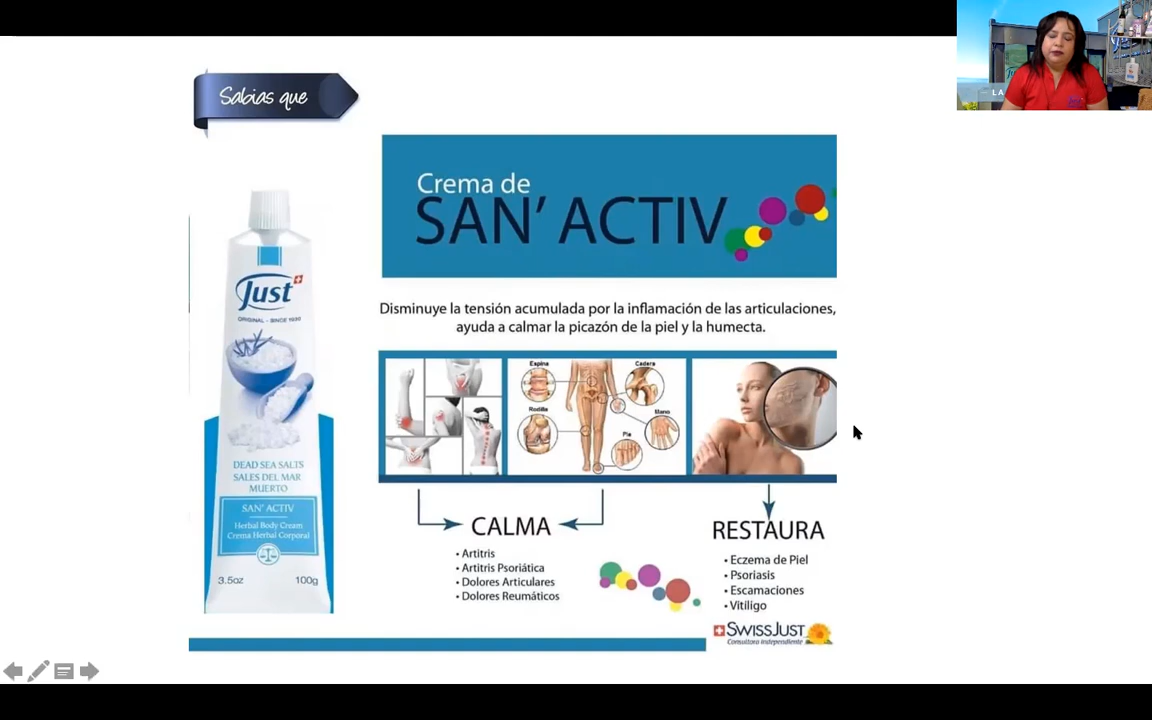 Sabias que
Crema de
SAN' ACTIV
Disminuye la tensión acumulada por la inflamación de las articulaciones,
ayuda a calmar la picazón de la piel y la humecta.
Just
ORIGINAL - SINCE 1930
DEAD SEA SALTS
SALES DEL MAR
MUERTO
SAN' ACTIV
Herbal Body Cream
Crema Herbal Corporal
3.5oz 100g
Espina
Cadera
Rodilla
Mano
Pie
CALMA
• Artitris
• Artitris Psoriática
• Dolores Articulares
• Dolores Reumáticos
RESTAURA
• Eczema de Piel
• Psoriasis
• Escamaciones
• Vitiligo
SWISSJUST
Consultora independiente
LA